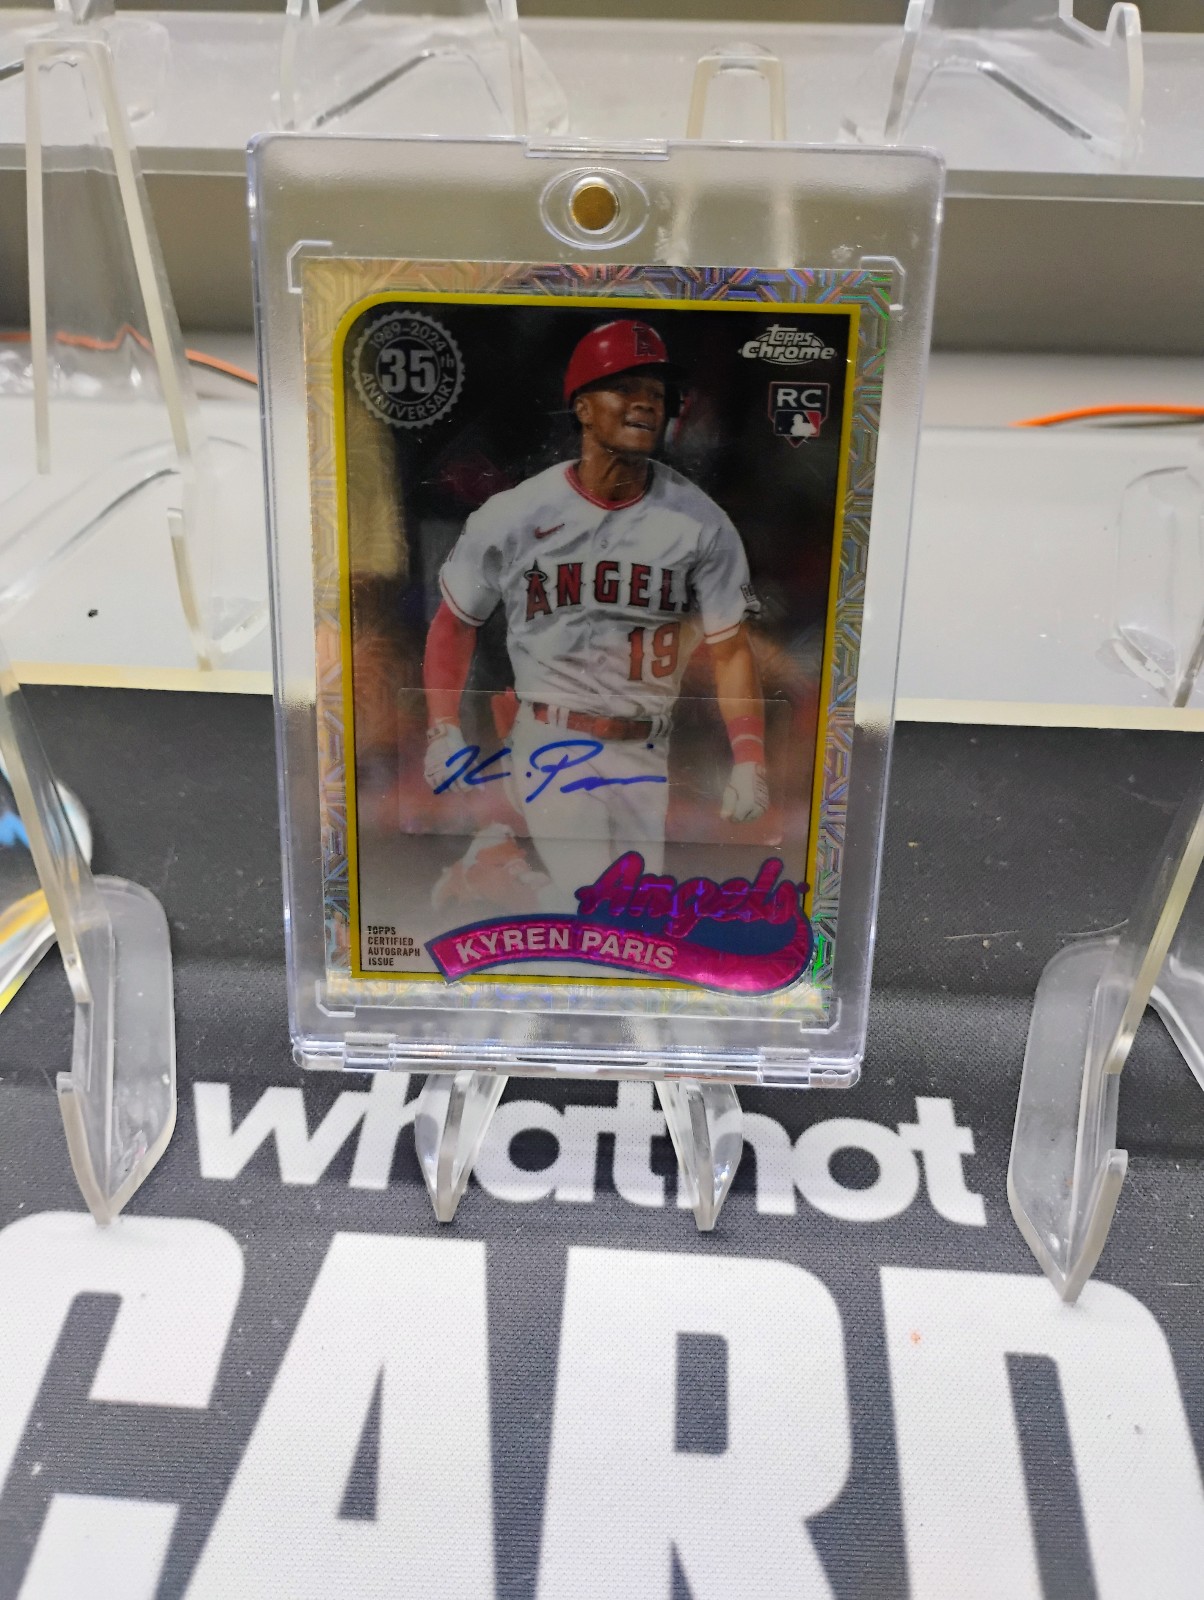 1989-2024
35th
ANNIVERSARY
Topps
Chrome
RC
ANGELS
19
K. P
Angels
KYREN PARIS
TOPPS
CERTIFIED
AUTOGRAPH
ISSUE
whatnot
CARD